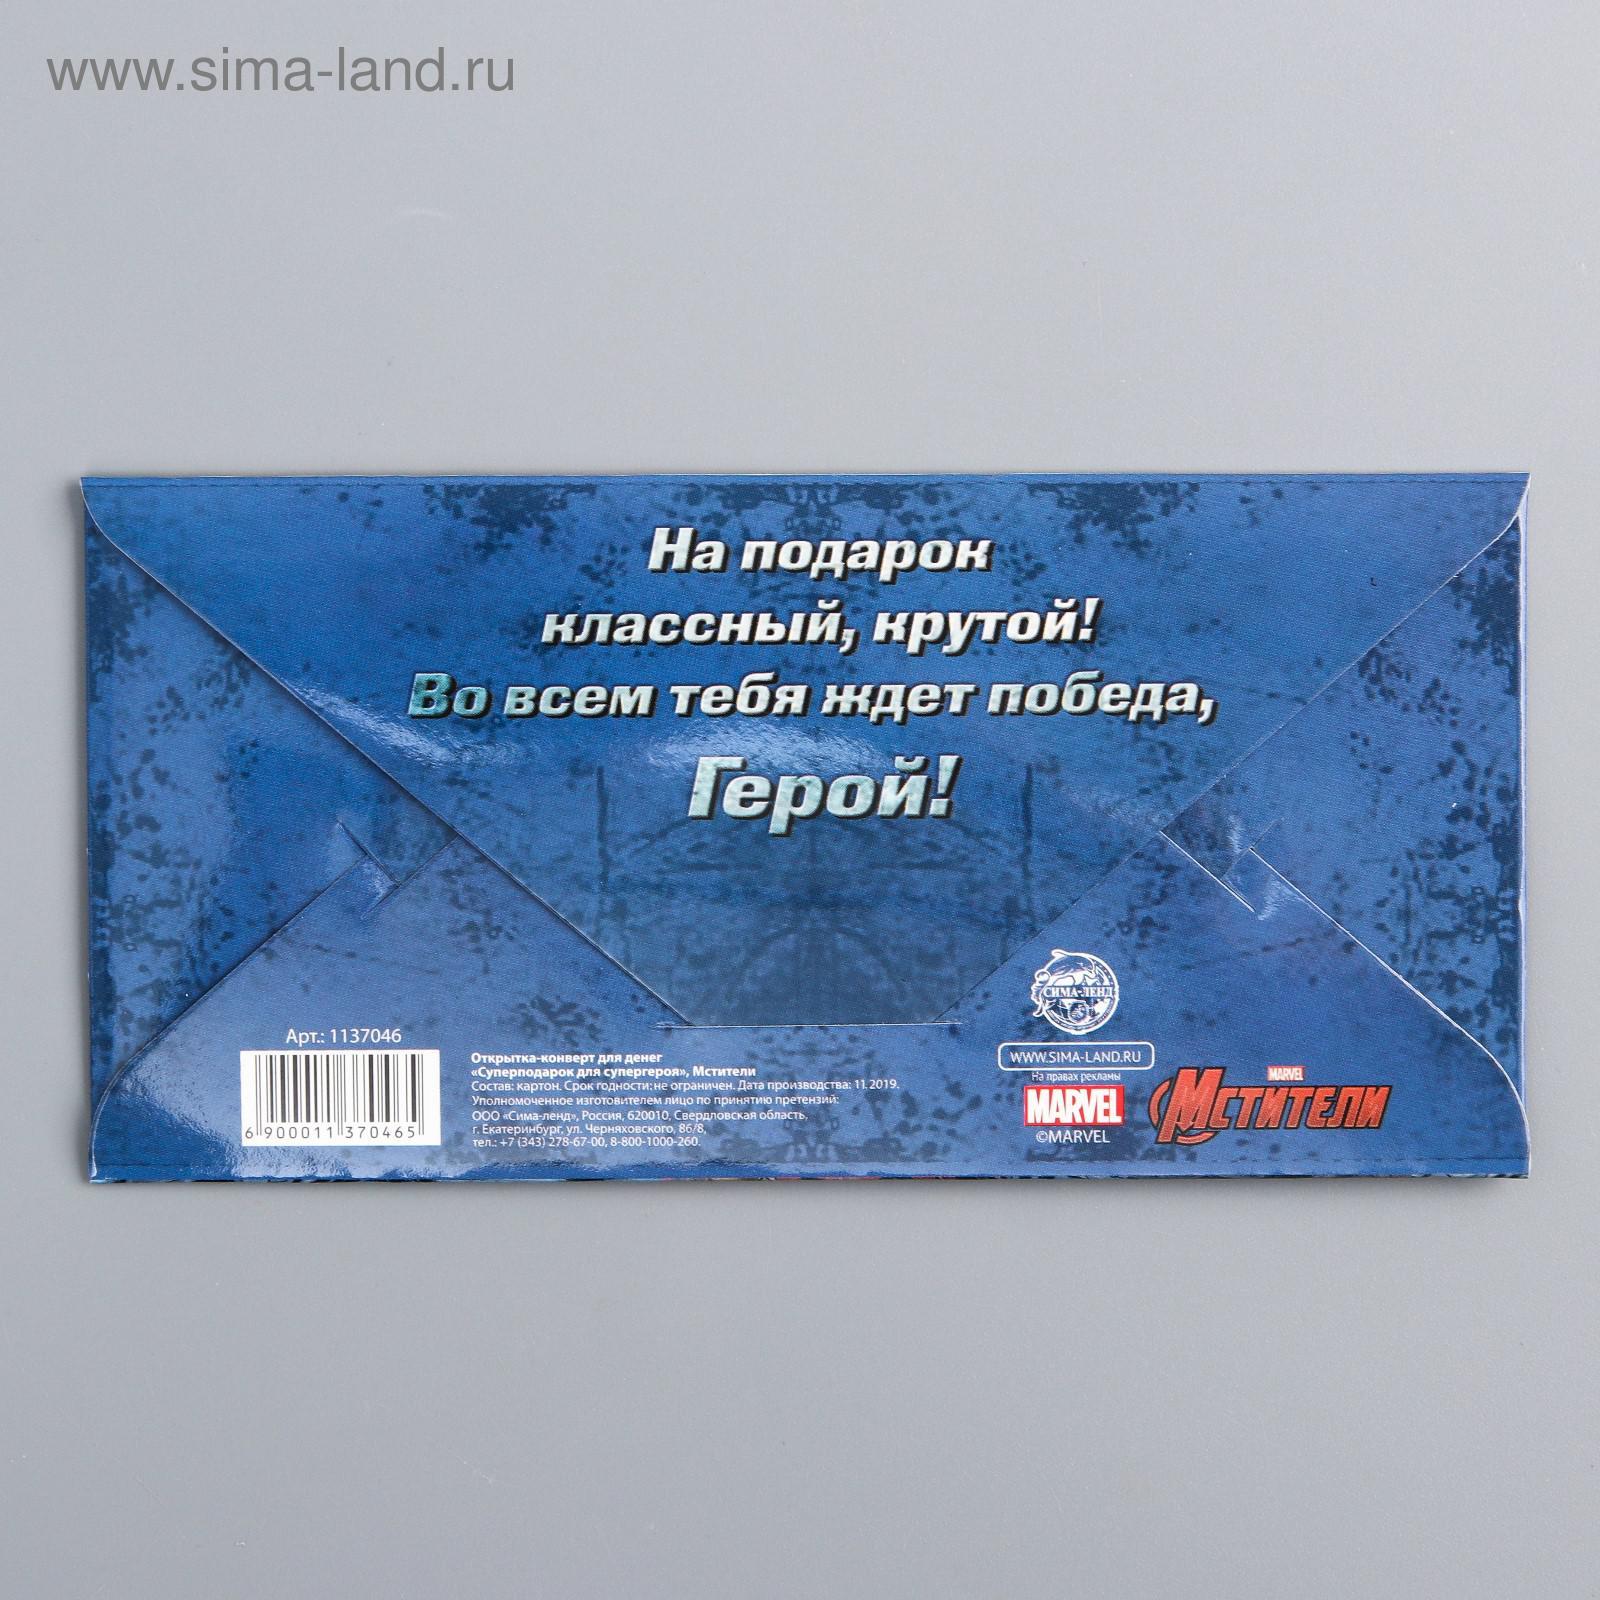 www.sima-land.ru
На подарок
классный, крутой!
Во всем тебя ждет победа,
Герой!
СИМА-ЛЕНД
Арт.: 1137046
6 900011 370465
Открытка-конверт для денег
«Суперподарок для супергероя», Мстители
Состав: картон. Срок годности: не ограничен. Дата производства: 11.2019.
Уполномоченное изготовителем лицо по принятию претензий:
ООО «Сима-ленд», Россия, 620010, Свердловская область,
г. Екатеринбург, ул. Черняховского, 86/8,
тел.: +7 (343) 278-67-00, 8-800-1000-260.
WWW.SIMA-LAND.RU
На правах рекламы
MARVEL
©MARVEL
MARVEL
Мстители